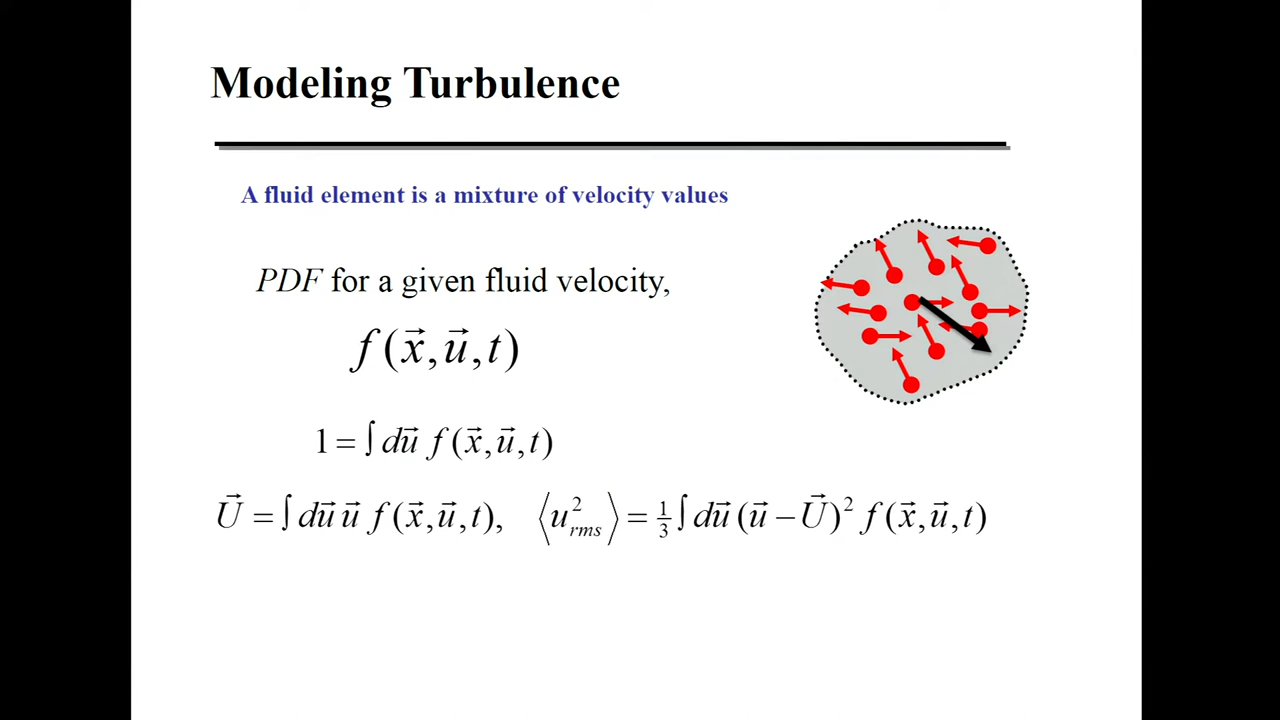 Modeling Turbulence
A fluid element is a mixture of velocity values
PDF for a given fluid velocity,
f(x⃗,u⃗,t)
1=∫du⃗ f(x⃗,u⃗,t)
U⃗=∫du⃗ u⃗ f(x⃗,u⃗,t), ⟨u²ᵣₘₛ⟩=⅓∫du⃗(u⃗−U⃗)² f(x⃗,u⃗,t)